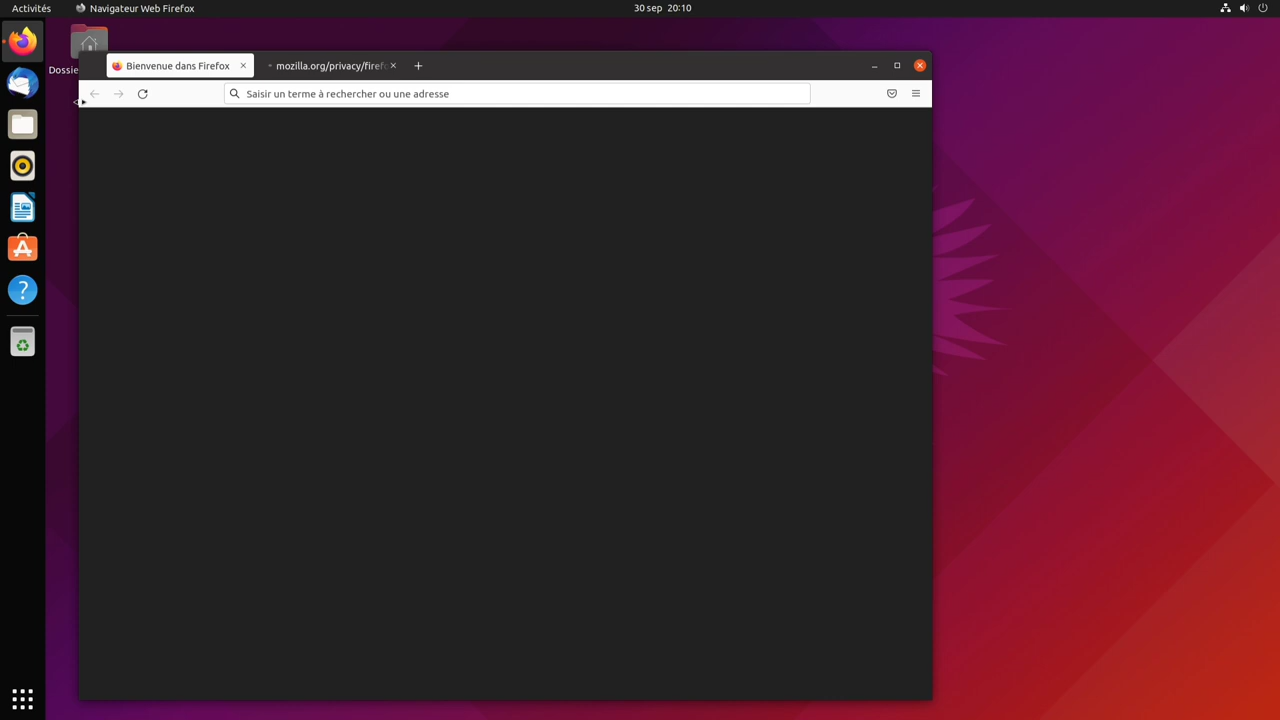 Activités
Navigateur Web Firefox
30 sep 20:10
Dossie
Bienvenue dans Firefox
mozilla.org/privacy/firefo
Saisir un terme à rechercher ou une adresse